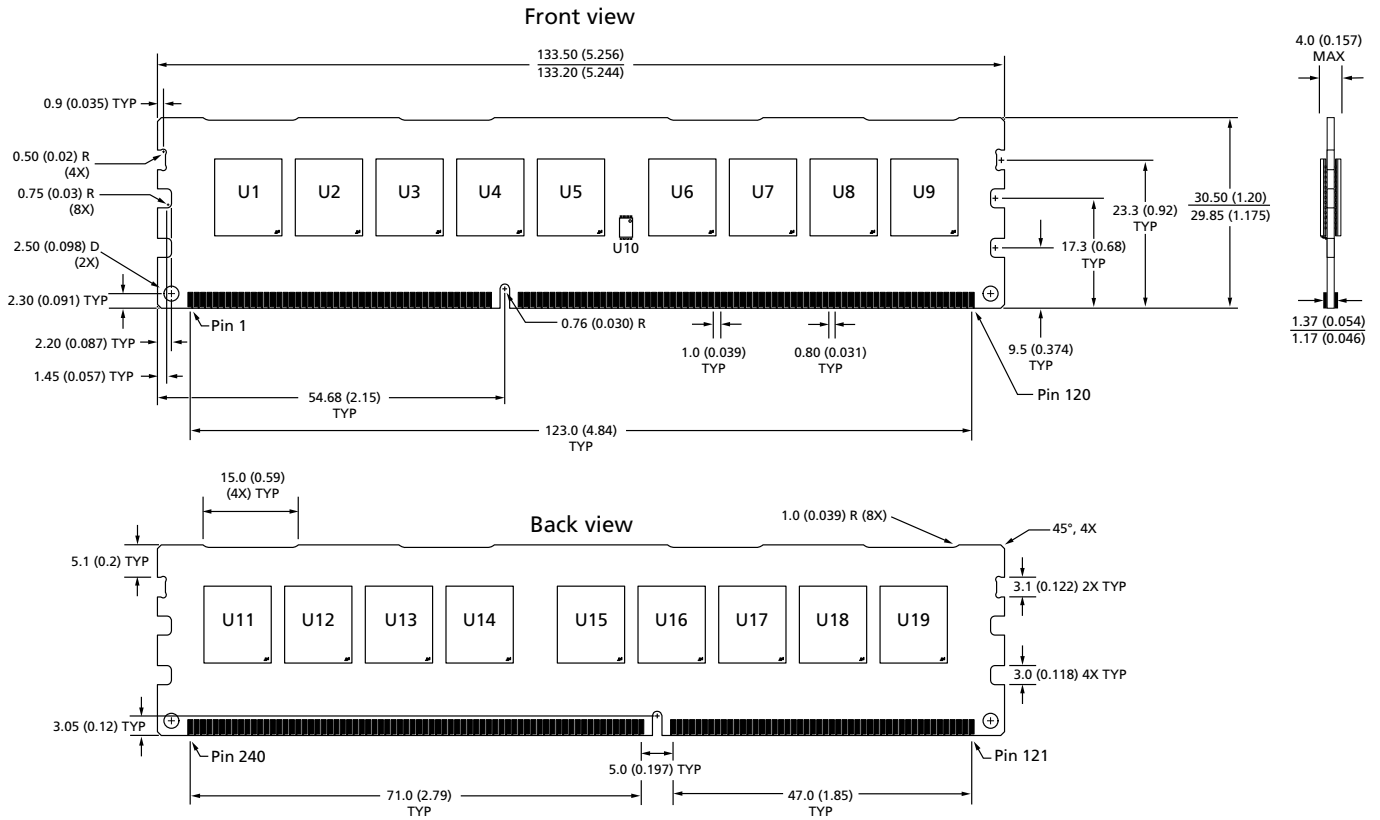 Front view
133.50 (5.256)
133.20 (5.244)
4.0 (0.157)
MAX
0.9 (0.035) TYP
0.50 (0.02) R
(4X)
0.75 (0.03) R
(8X)
2.50 (0.098) D
(2X)
2.30 (0.091) TYP
U1
U2
U3
U4
U5
U6
U7
U8
U9
U10
23.3 (0.92)
TYP
30.50 (1.20)
29.85 (1.175)
17.3 (0.68)
TYP
Pin 1
0.76 (0.030) R
2.20 (0.087) TYP
1.45 (0.057) TYP
1.0 (0.039)
TYP
0.80 (0.031)
TYP
9.5 (0.374)
TYP
1.37 (0.054)
1.17 (0.046)
Pin 120
54.68 (2.15)
TYP
123.0 (4.84)
TYP
15.0 (0.59)
(4X) TYP
Back view
1.0 (0.039) R (8X)
45°, 4X
5.1 (0.2) TYP
U11
U12
U13
U14
U15
U16
U17
U18
U19
3.1 (0.122) 2X TYP
3.0 (0.118) 4X TYP
3.05 (0.12) TYP
Pin 240
5.0 (0.197) TYP
Pin 121
71.0 (2.79)
TYP
47.0 (1.85)
TYP